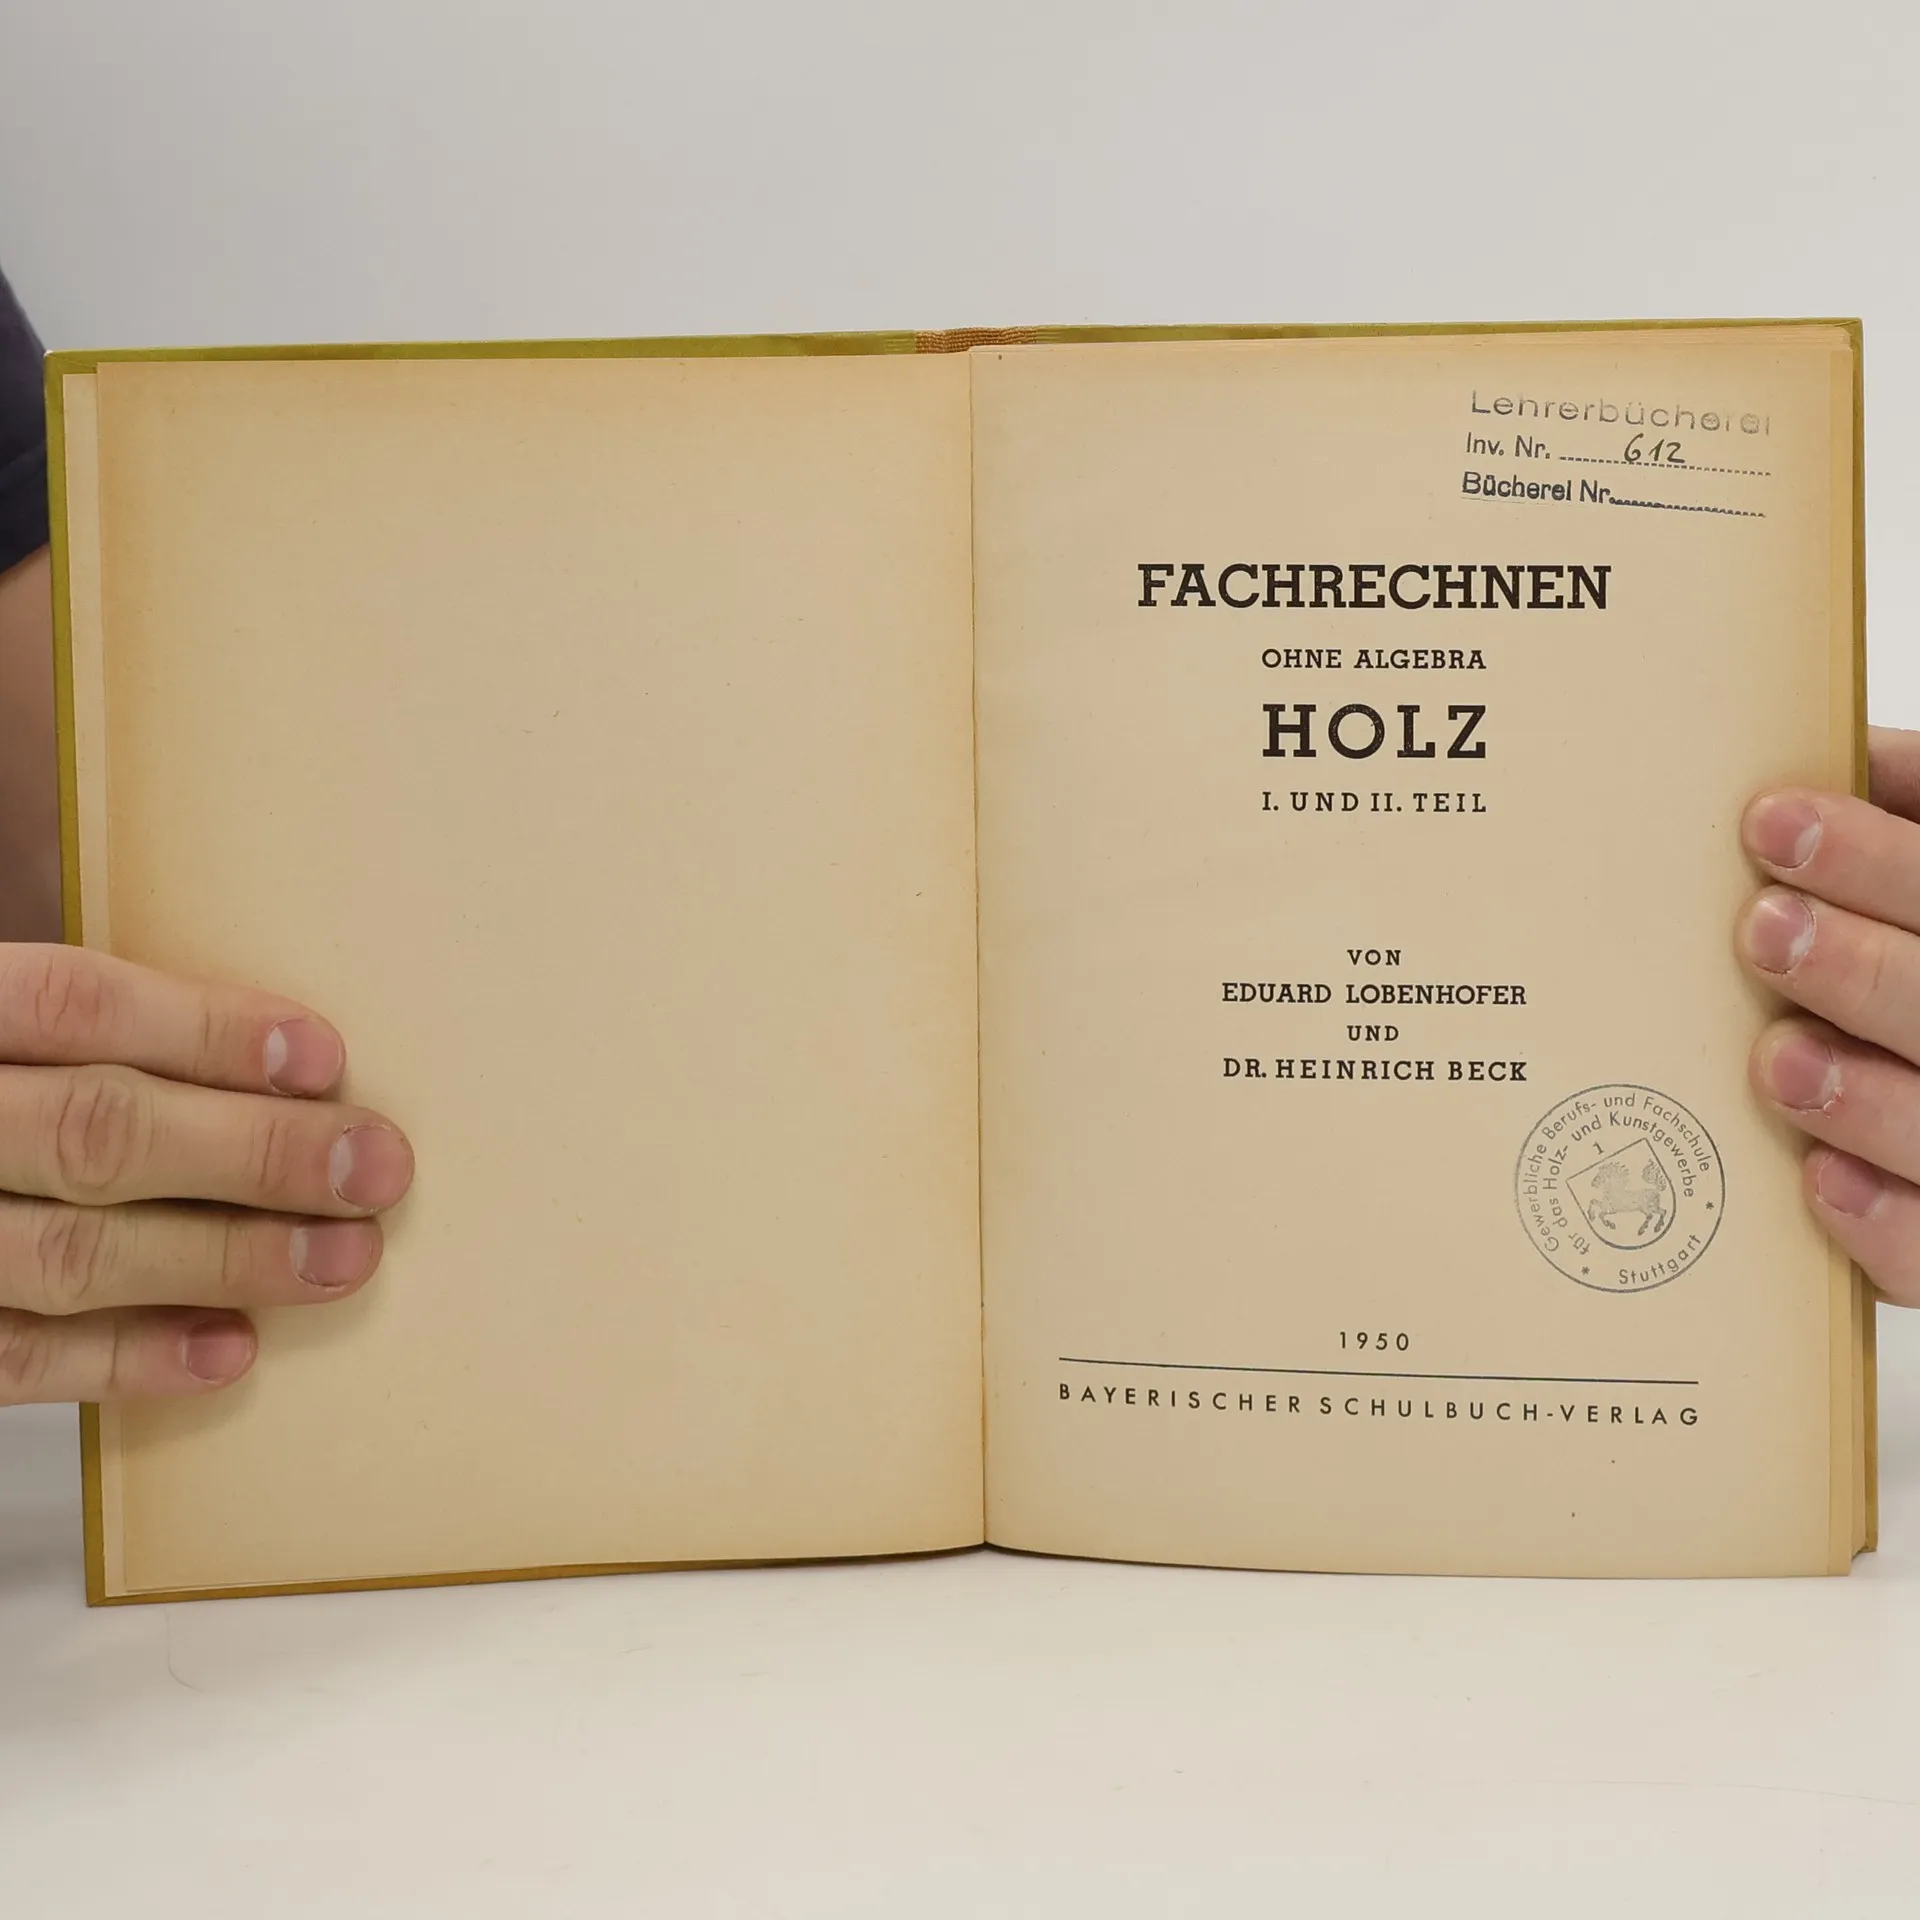 Lehrerbücherei
Inv. Nr. 612
Bücherei Nr.
FACHRECHNEN
OHNE ALGEBRA
HOLZ
I. UND II. TEIL
VON
EDUARD LOBENHOFER
UND
DR. HEINRICH BECK
Gewerbliche Berufs- und Fachschule
für das Holz- und Kunstgewerbe
1
* Stuttgart *
1950
BAYERISCHER SCHULBUCH-VERLAG